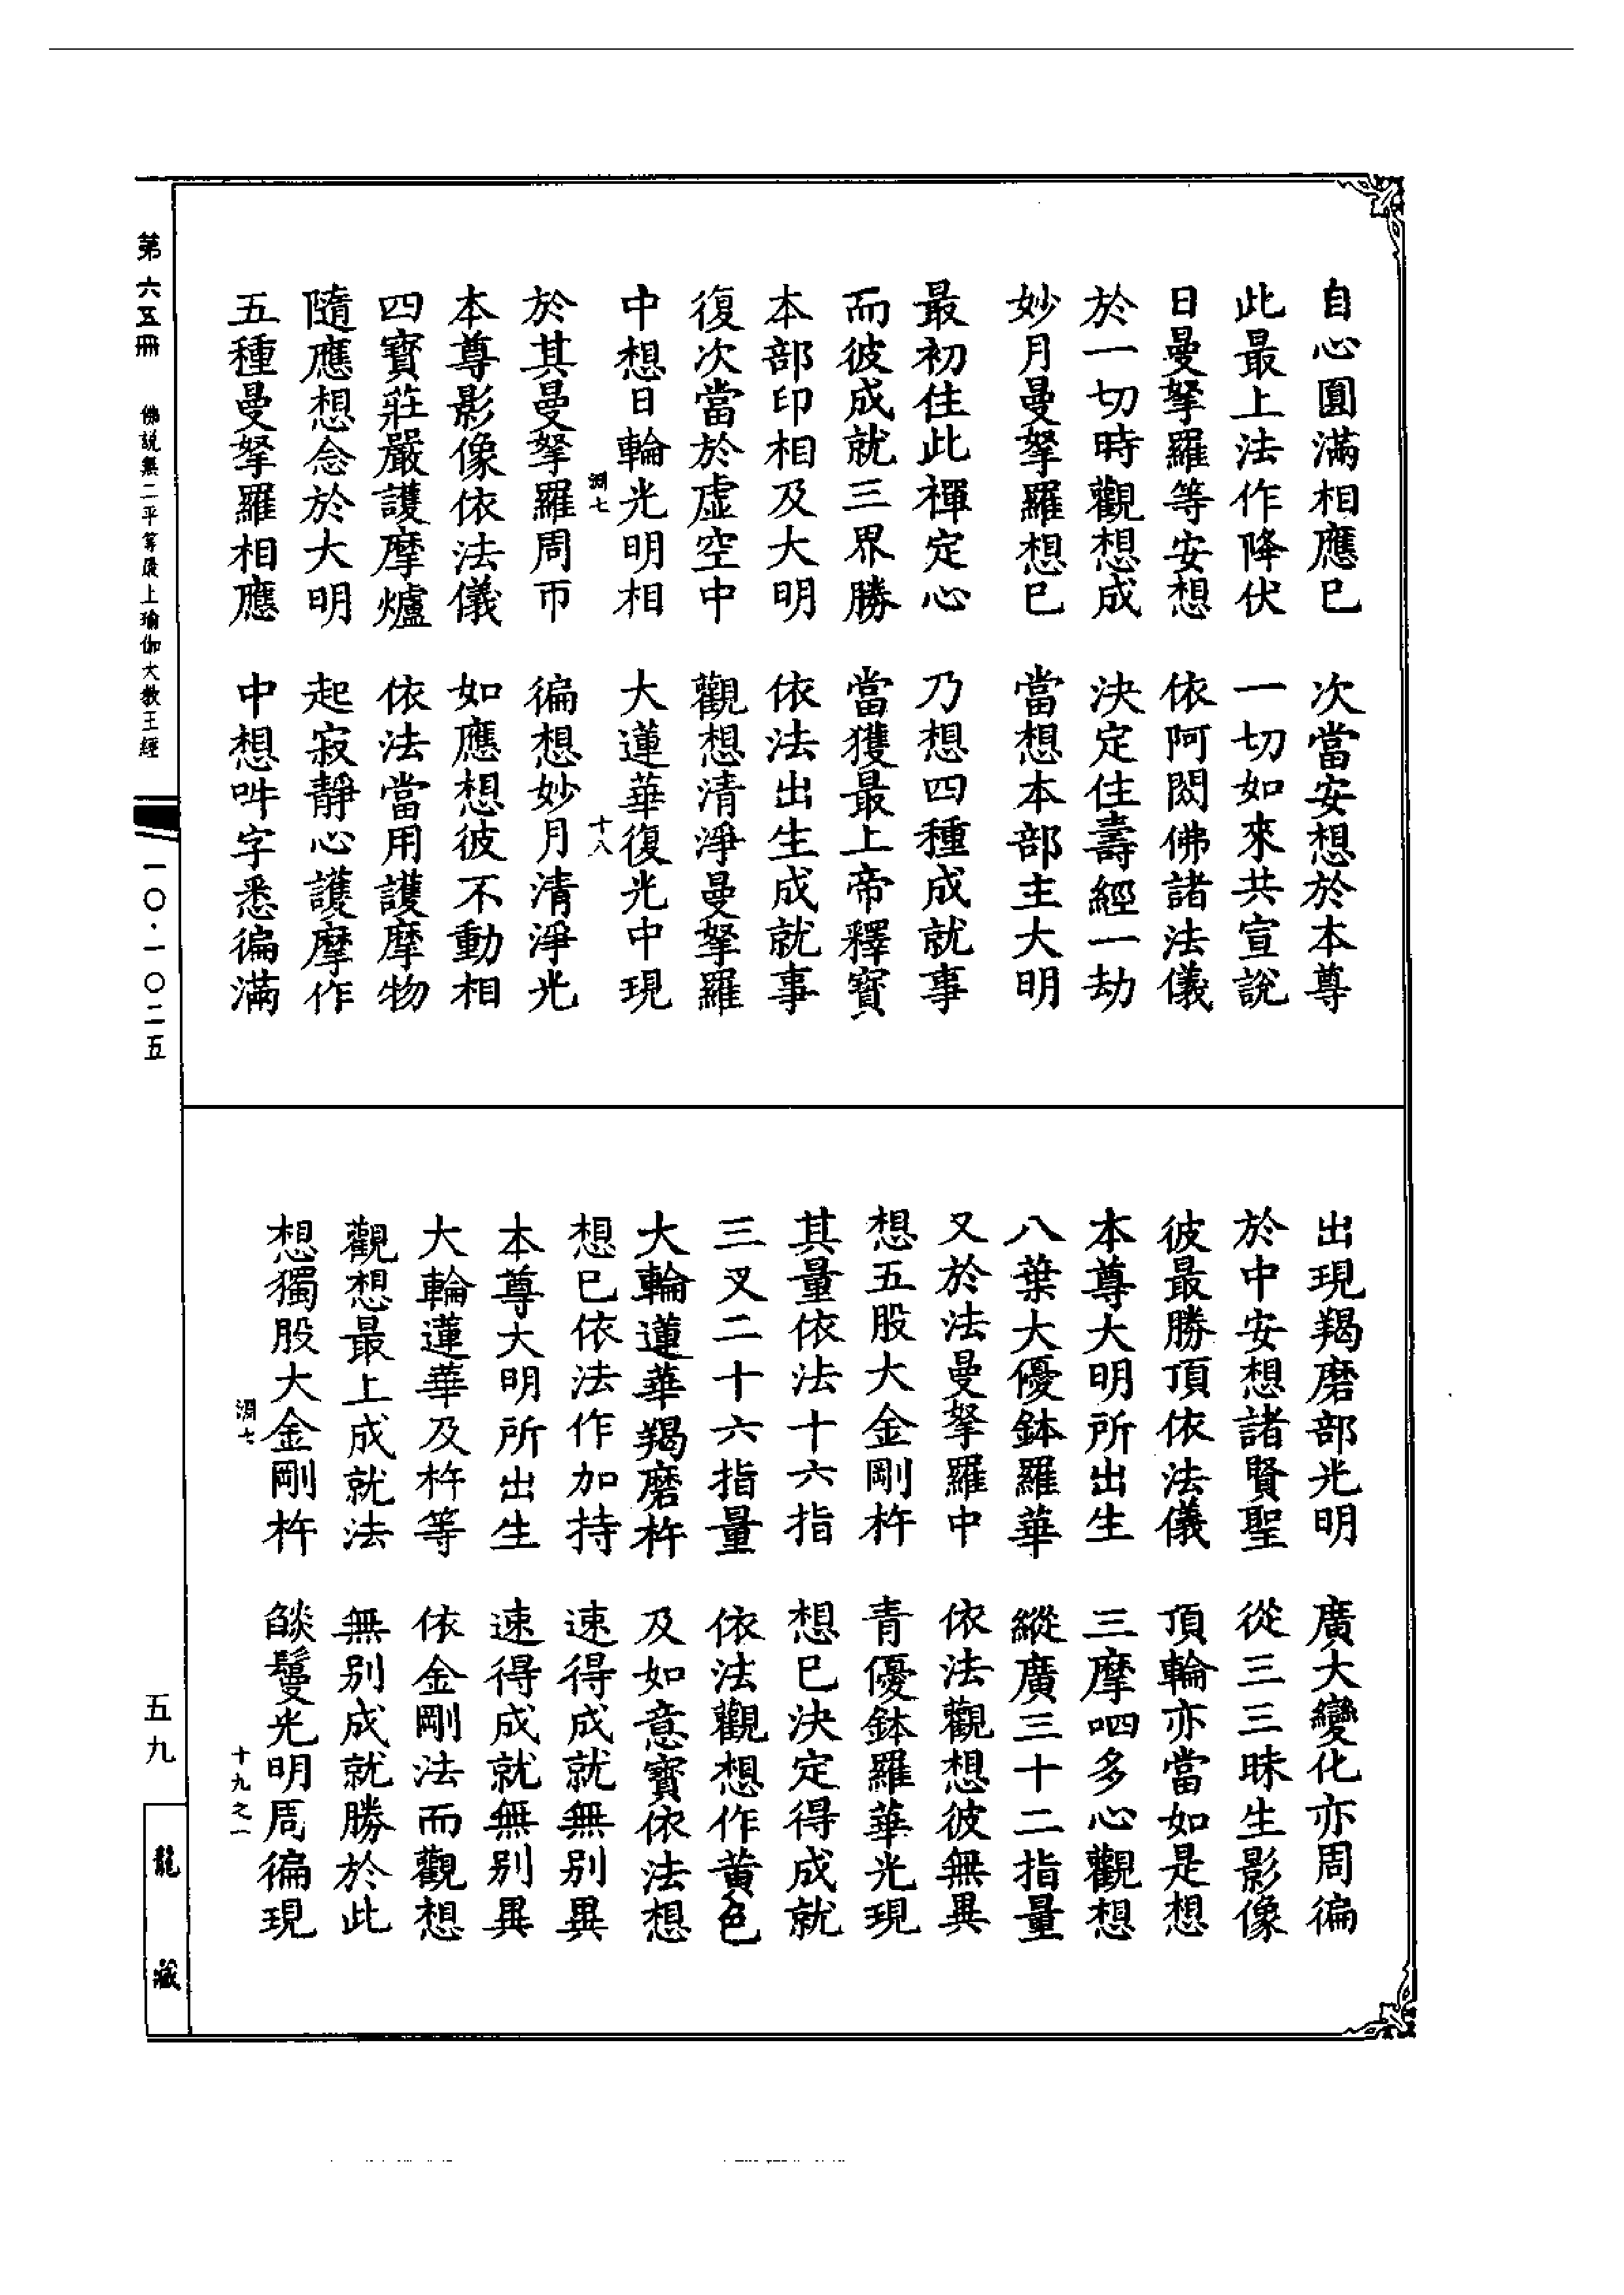 自心圓滿相應已　次當安想於本尊
此最上法作降伏　一切如來共宣說
日曼拏羅等安想　依阿閦佛諸法儀
於一切時觀想成　決定住壽經一劫
妙月曼拏羅想已　當想本部主大明
最初住此禪定心　乃想四種成就事
而彼成就三界勝　當獲最上帝釋寶
本部印相及大明　依法出生成就事
復次當於虛空中　觀想清淨曼拏羅
中想日輪光明相　大蓮華復光中現
淵七　十八
於其曼拏羅周帀　徧想妙月清淨光
本尊影像依法儀　如應想彼不動相
四寶莊嚴護摩爐　依法當用護摩物
隨應想念於大明　起寂靜心護摩作
五種曼拏羅相應　中想吽字悉徧滿
出現羯磨部光明　廣大變化亦周徧
於中安想諸賢聖　從三三昧生影像
彼最勝頂依法儀　頂輪亦當如是想
本尊大明所出生　三摩呬多心觀想
八葉大優鉢羅華　縱廣三十二指量
又於法曼拏羅中　依法觀想彼無異
想五股大金剛杵　青優鉢羅華光現
其量依法十六指　想已決定得成就
三叉二十六指量　依法觀想作黃色
大輪蓮華羯磨杵　及如意寶依法想
想已依法作加持　速得成就無別異
本尊大明所出生　速得成就無別異
大輪蓮華及杵等　依金剛法而觀想
觀想最上成就法　無別成就勝於此
想獨股大金剛杵　燄鬘光明周徧現
淵七　十九之一
第六五冊　佛說無二平等最上瑜伽大教王經　一〇·一〇二五
五九
龍藏